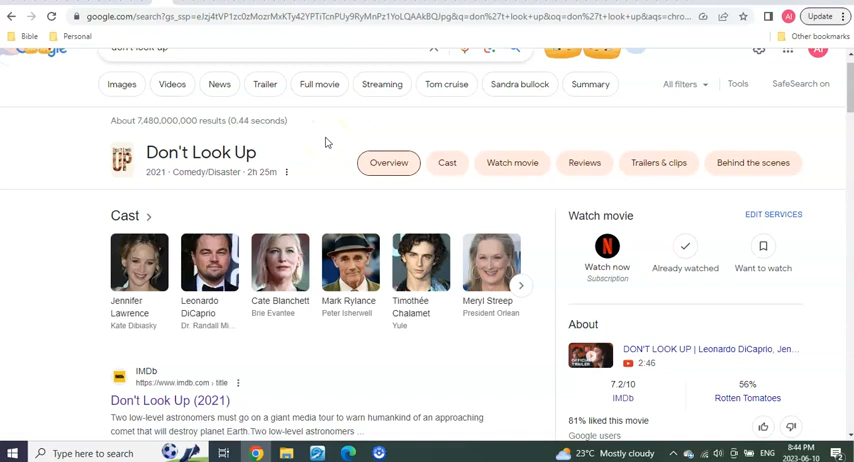 google.com/search?gs_ssp=eJzj4tVP1zc0zMozrMxKTy42YPTiTcnPUy9RyMnPz1YoLQAAkBQJpg&q=don%27t+look+up&oq=don%27t+look+up&aqs=chro...
AI
Update
Bible
Personal
Other bookmarks
don't look up
Images
Videos
News
Trailer
Full movie
Streaming
Tom cruise
Sandra bullock
Summary
All filters
Tools
SafeSearch on
About 7,480,000,000 results (0.44 seconds)
Don't Look Up
2021 · Comedy/Disaster · 2h 25m
Overview
Cast
Watch movie
Reviews
Trailers & clips
Behind the scenes
Cast
Jennifer Lawrence
Kate Dibiasky
Leonardo DiCaprio
Dr. Randall Mi...
Cate Blanchett
Brie Evantee
Mark Rylance
Peter Isherwell
Timothée Chalamet
Yule
Meryl Streep
President Orlean
Watch movie
EDIT SERVICES
Watch now
Subscription
Already watched
Want to watch
About
DON'T LOOK UP | Leonardo DiCaprio, Jen...
2:46
7.2/10
IMDb
56%
Rotten Tomatoes
81% liked this movie
Google users
IMDb
https://www.imdb.com › title
Don't Look Up (2021)
Two low-level astronomers must go on a giant media tour to warn humankind of an approaching
comet that will destroy planet Earth.Two low-level astronomers ...
Type here to search
23°C Mostly cloudy
ENG
8:44 PM
2023-06-10
2